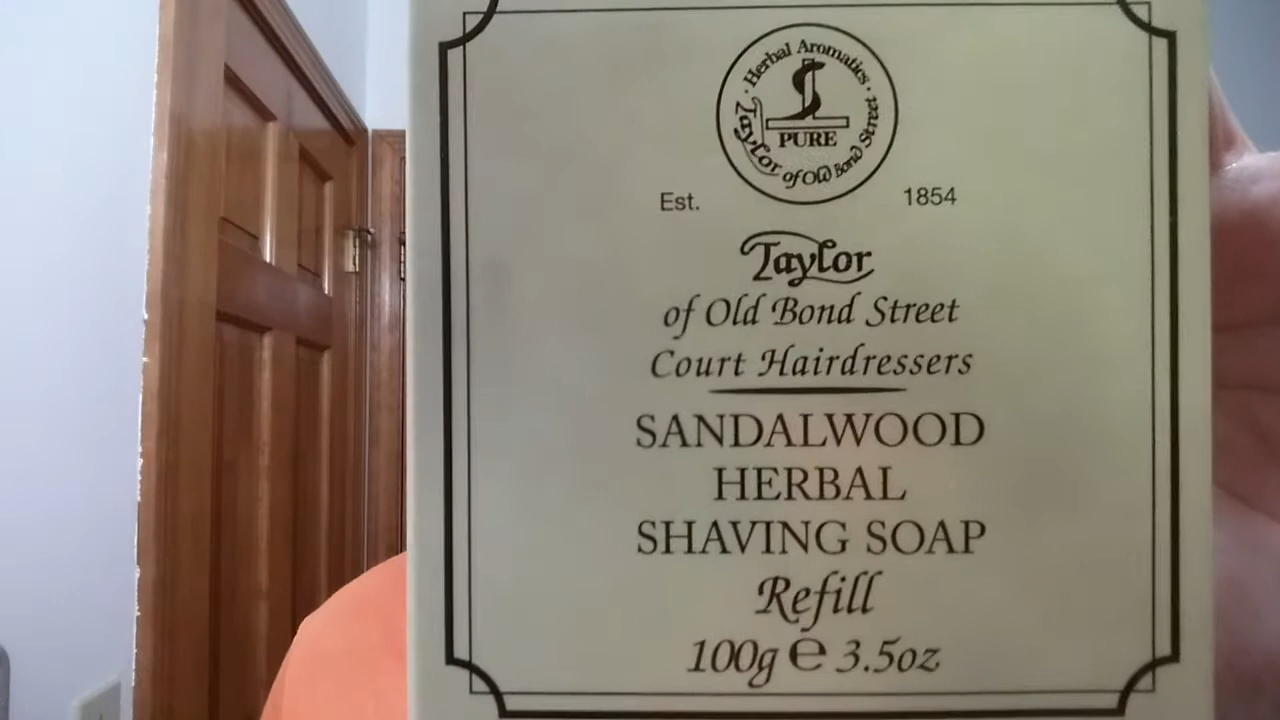 · Herbal Aromatics ·
Taylor of Old Bond Street
PURE
Est. 1854
Taylor
of Old Bond Street
Court Hairdressers
SANDALWOOD
HERBAL
SHAVING SOAP
Refill
100g e 3.5oz